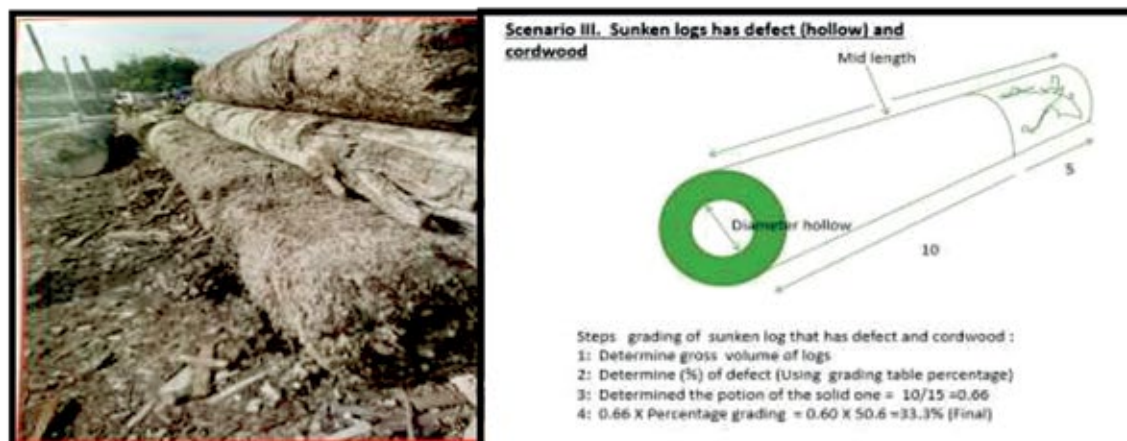 Scenario III. Sunken logs has defect (hollow) and
cordwood
Mid length
Diameter hollow
5
10
Steps grading of sunken log that has defect and cordwood :
1: Determine gross volume of logs
2: Determine (%) of defect (Using grading table percentage)
3: Determined the potion of the solid one = 10/15 =0.66
4: 0.66 X Percentage grading = 0.60 X 50.6 =33.3% (Final)